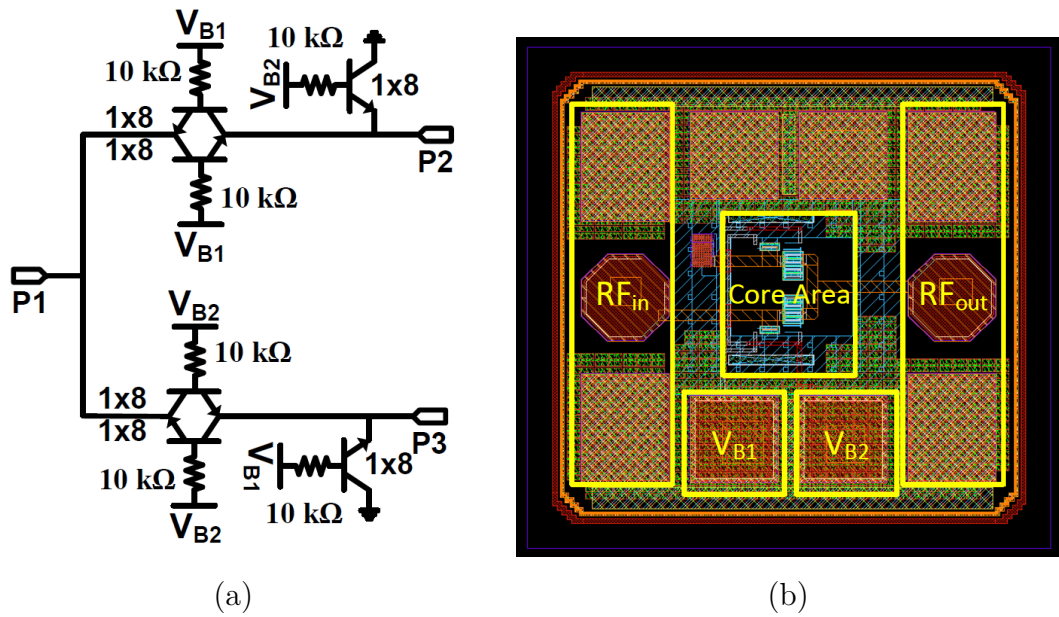 V_B1
10 kΩ
10 kΩ
V_B2
1x8
1x8
1x8
P2
10 kΩ
V_B1
P1
V_B2
10 kΩ
1x8
1x8
P3
V_B1
1x8
10 kΩ
10 kΩ
V_B2
(a)
RF_in
Core Area
RF_out
V_B1
V_B2
(b)